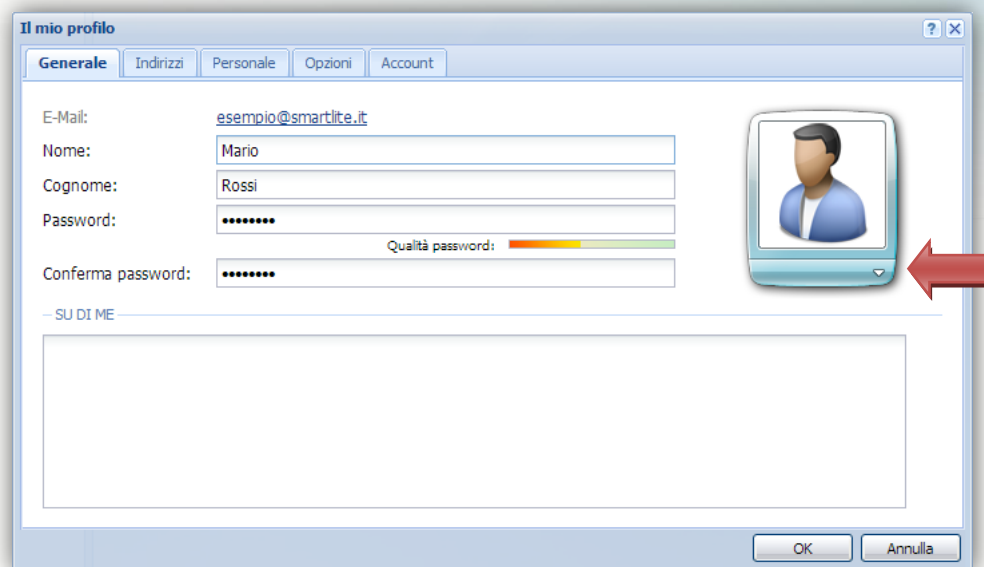 Il mio profilo
?
Generale Indirizzi Personale Opzioni Account
E-Mail: esempio@smartlite.it
Nome: Mario
Cognome: Rossi
Password: ••••••••
Qualità password:
Conferma password: ••••••••
SU DI ME
OK Annulla